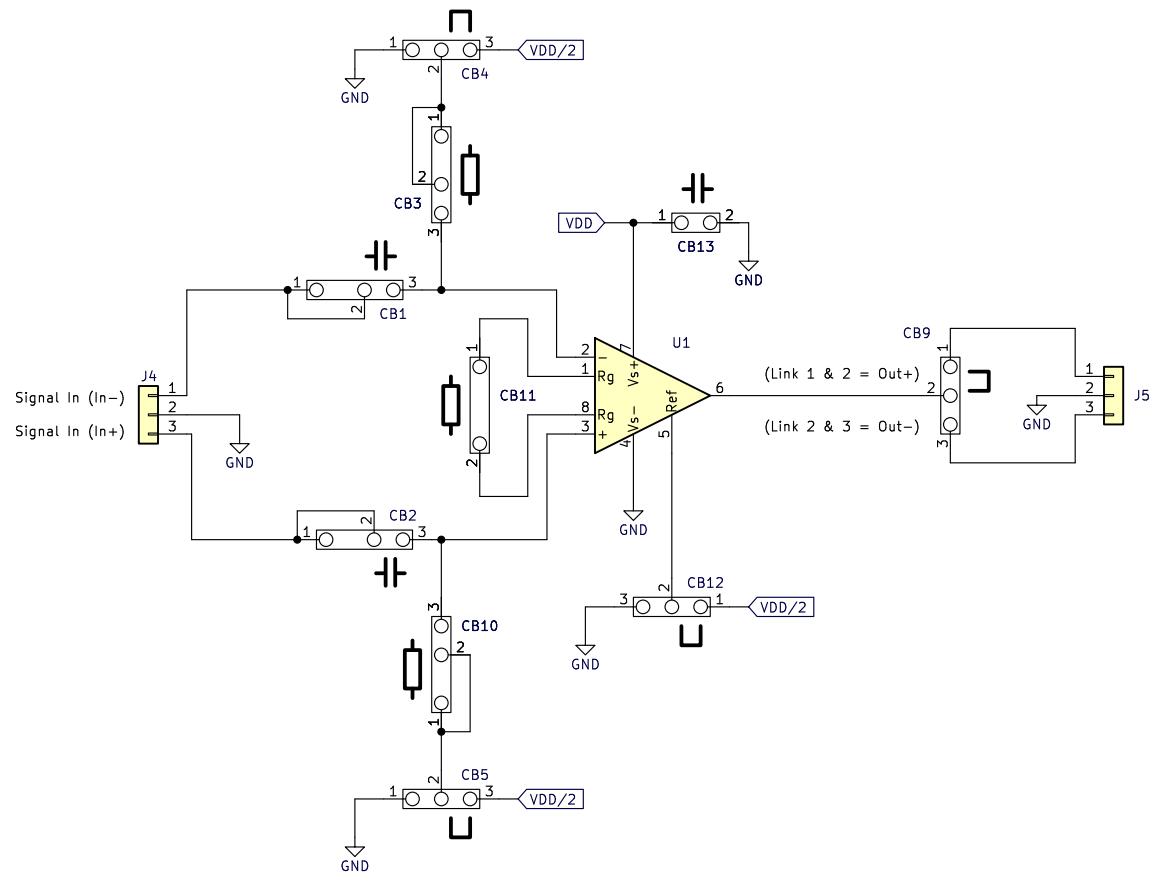 1 3 VDD/2
2 CB4
GND
1
2
CB3
3
VDD 1 2
CB13
GND
1 3
2 CB1
CB9
1
U1
7
2 −
1 Rg Vs+
CB11
8 Rg Vs− Ref
3 +
4 5
2
6
(Link 1 & 2 = Out+)
2
(Link 2 & 3 = Out−)
3
1
2
3
J5
GND
J4
Signal In (In−) 1
2
Signal In (In+) 3
GND
GND
1 2 3
CB2
3
CB10
2
1
3 2 1 VDD/2
CB12
GND
2 CB5
1 3 VDD/2
GND